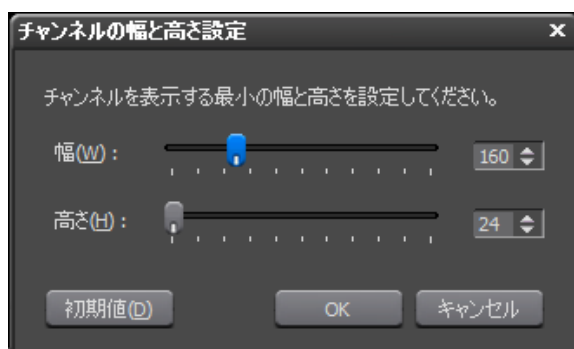 チャンネルの幅と高さ設定
チャンネルを表示する最小の幅と高さを設定してください。
幅(W)： 160
高さ(H)： 24
初期値(D) OK キャンセル